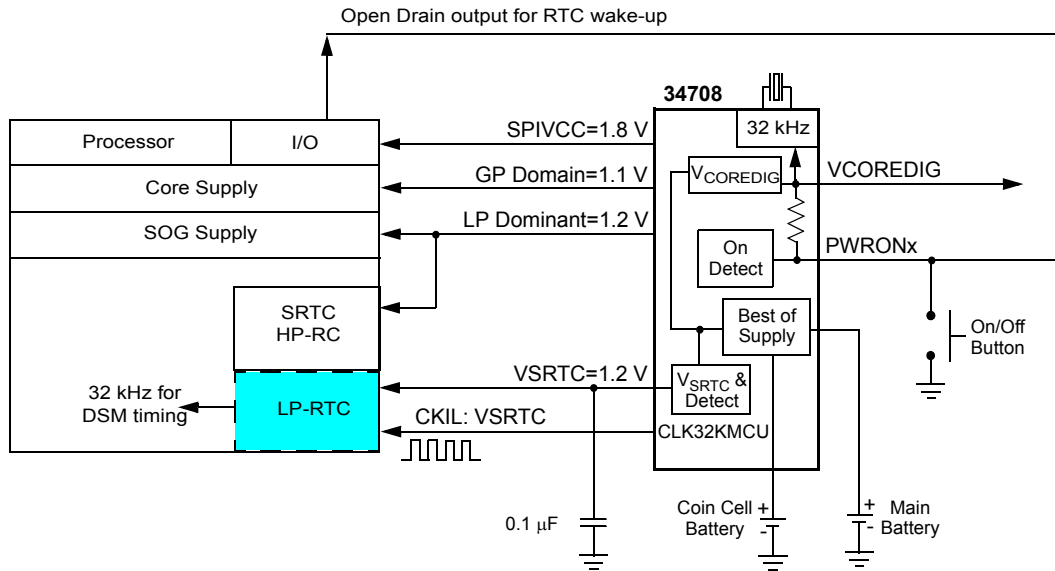 Open Drain output for RTC wake-up
34708
Processor
I/O
SPIVCC=1.8 V
32 kHz
Core Supply
GP Domain=1.1 V
VCOREDIG
VCOREDIG
SOG Supply
LP Dominant=1.2 V
On
Detect
PWRONx
SRTC
HP-RC
Best of
Supply
On/Off
Button
32 kHz for
DSM timing
LP-RTC
VSRTC=1.2 V
VSRTC &
Detect
CKIL: VSRTC
CLK32KMCU
0.1 μF
Coin Cell
Battery
+
-
+
-
Main
Battery